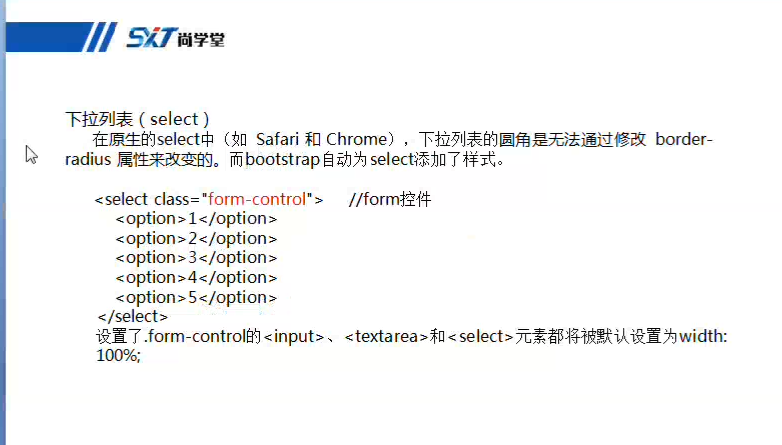 SXT尚学堂
下拉列表（select）
在原生的select中（如 Safari 和 Chrome），下拉列表的圆角是无法通过修改 border-
radius 属性来改变的。而bootstrap自动为select添加了样式。
<select class="form-control"> //form控件
<option>1</option>
<option>2</option>
<option>3</option>
<option>4</option>
<option>5</option>
</select>
设置了.form-control的<input>、<textarea>和<select>元素都将被默认设置为width:
100%;